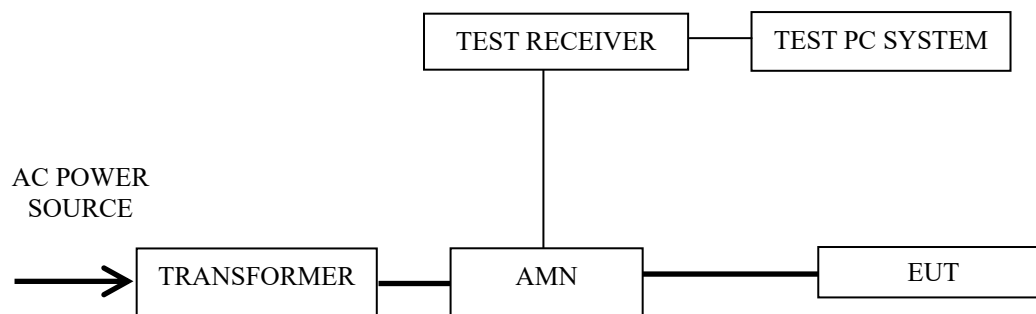 TEST RECEIVER
TEST PC SYSTEM
AC POWER
SOURCE
TRANSFORMER
AMN
EUT